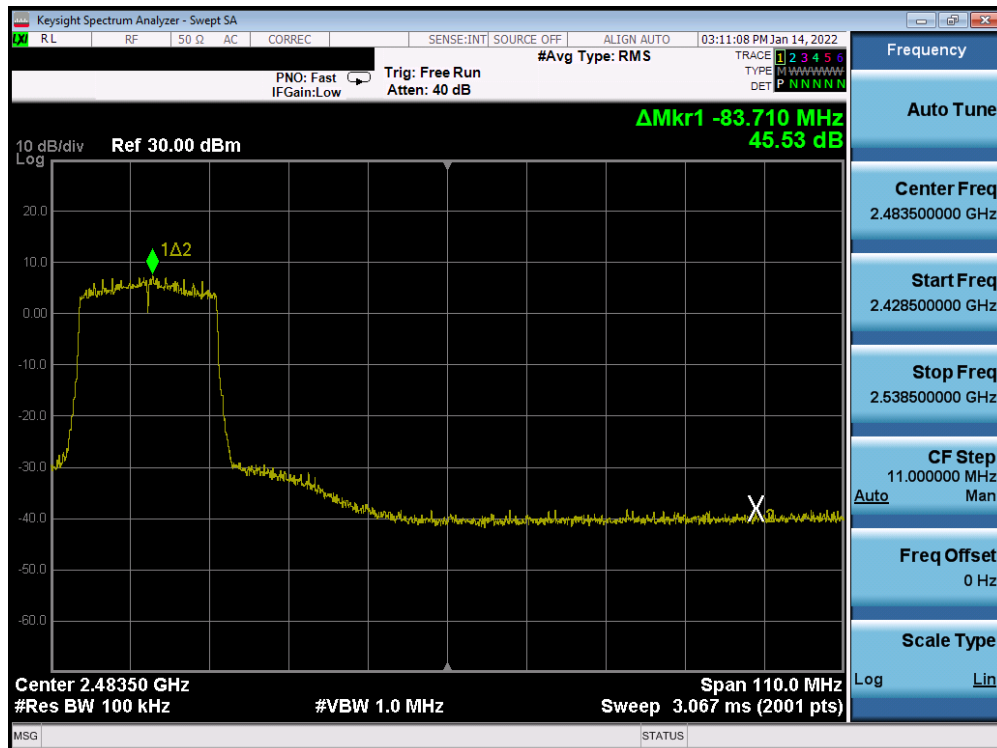 Keysight Spectrum Analyzer - Swept SA
LXI RL RF 50 Ω AC CORREC SENSE:INT SOURCE OFF ALIGN AUTO 03:11:08 PM Jan 14, 2022
#Avg Type: RMS
TRACE 1 2 3 4 5 6
PNO: Fast Trig: Free Run
TYPE M WWWWW
IFGain:Low Atten: 40 dB
DET P N N N N N
ΔMkr1 -83.710 MHz
45.53 dB
10 dB/div Ref 30.00 dBm
Log
20.0
1Δ2
10.0
0.00
-10.0
-20.0
-30.0
-40.0
X2
-50.0
-60.0
Center 2.48350 GHz Span 110.0 MHz
#Res BW 100 kHz #VBW 1.0 MHz Sweep 3.067 ms (2001 pts)
MSG STATUS
Frequency
Auto Tune
Center Freq
2.483500000 GHz
Start Freq
2.428500000 GHz
Stop Freq
2.538500000 GHz
CF Step
11.000000 MHz
Auto Man
Freq Offset
0 Hz
Scale Type
Log Lin